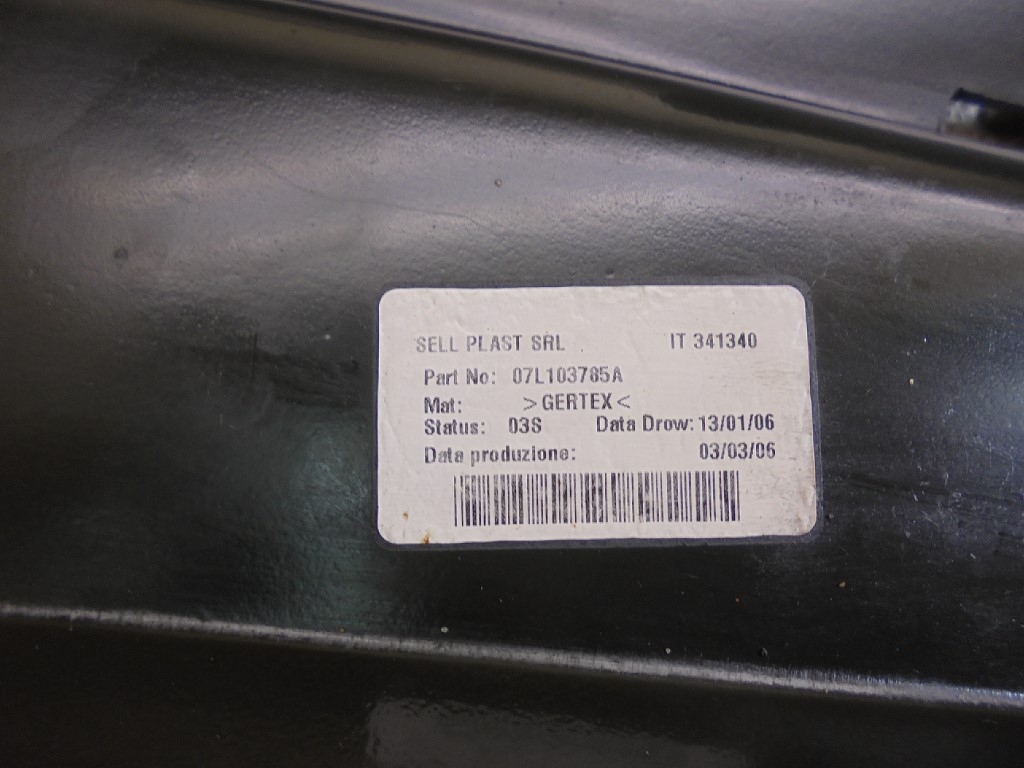 SELL PLAST SRL IT 341340
Part No: 07L103785A
Mat: >GERTEX<
Status: 03S Data Drow: 13/01/06
Data produzione: 03/03/06